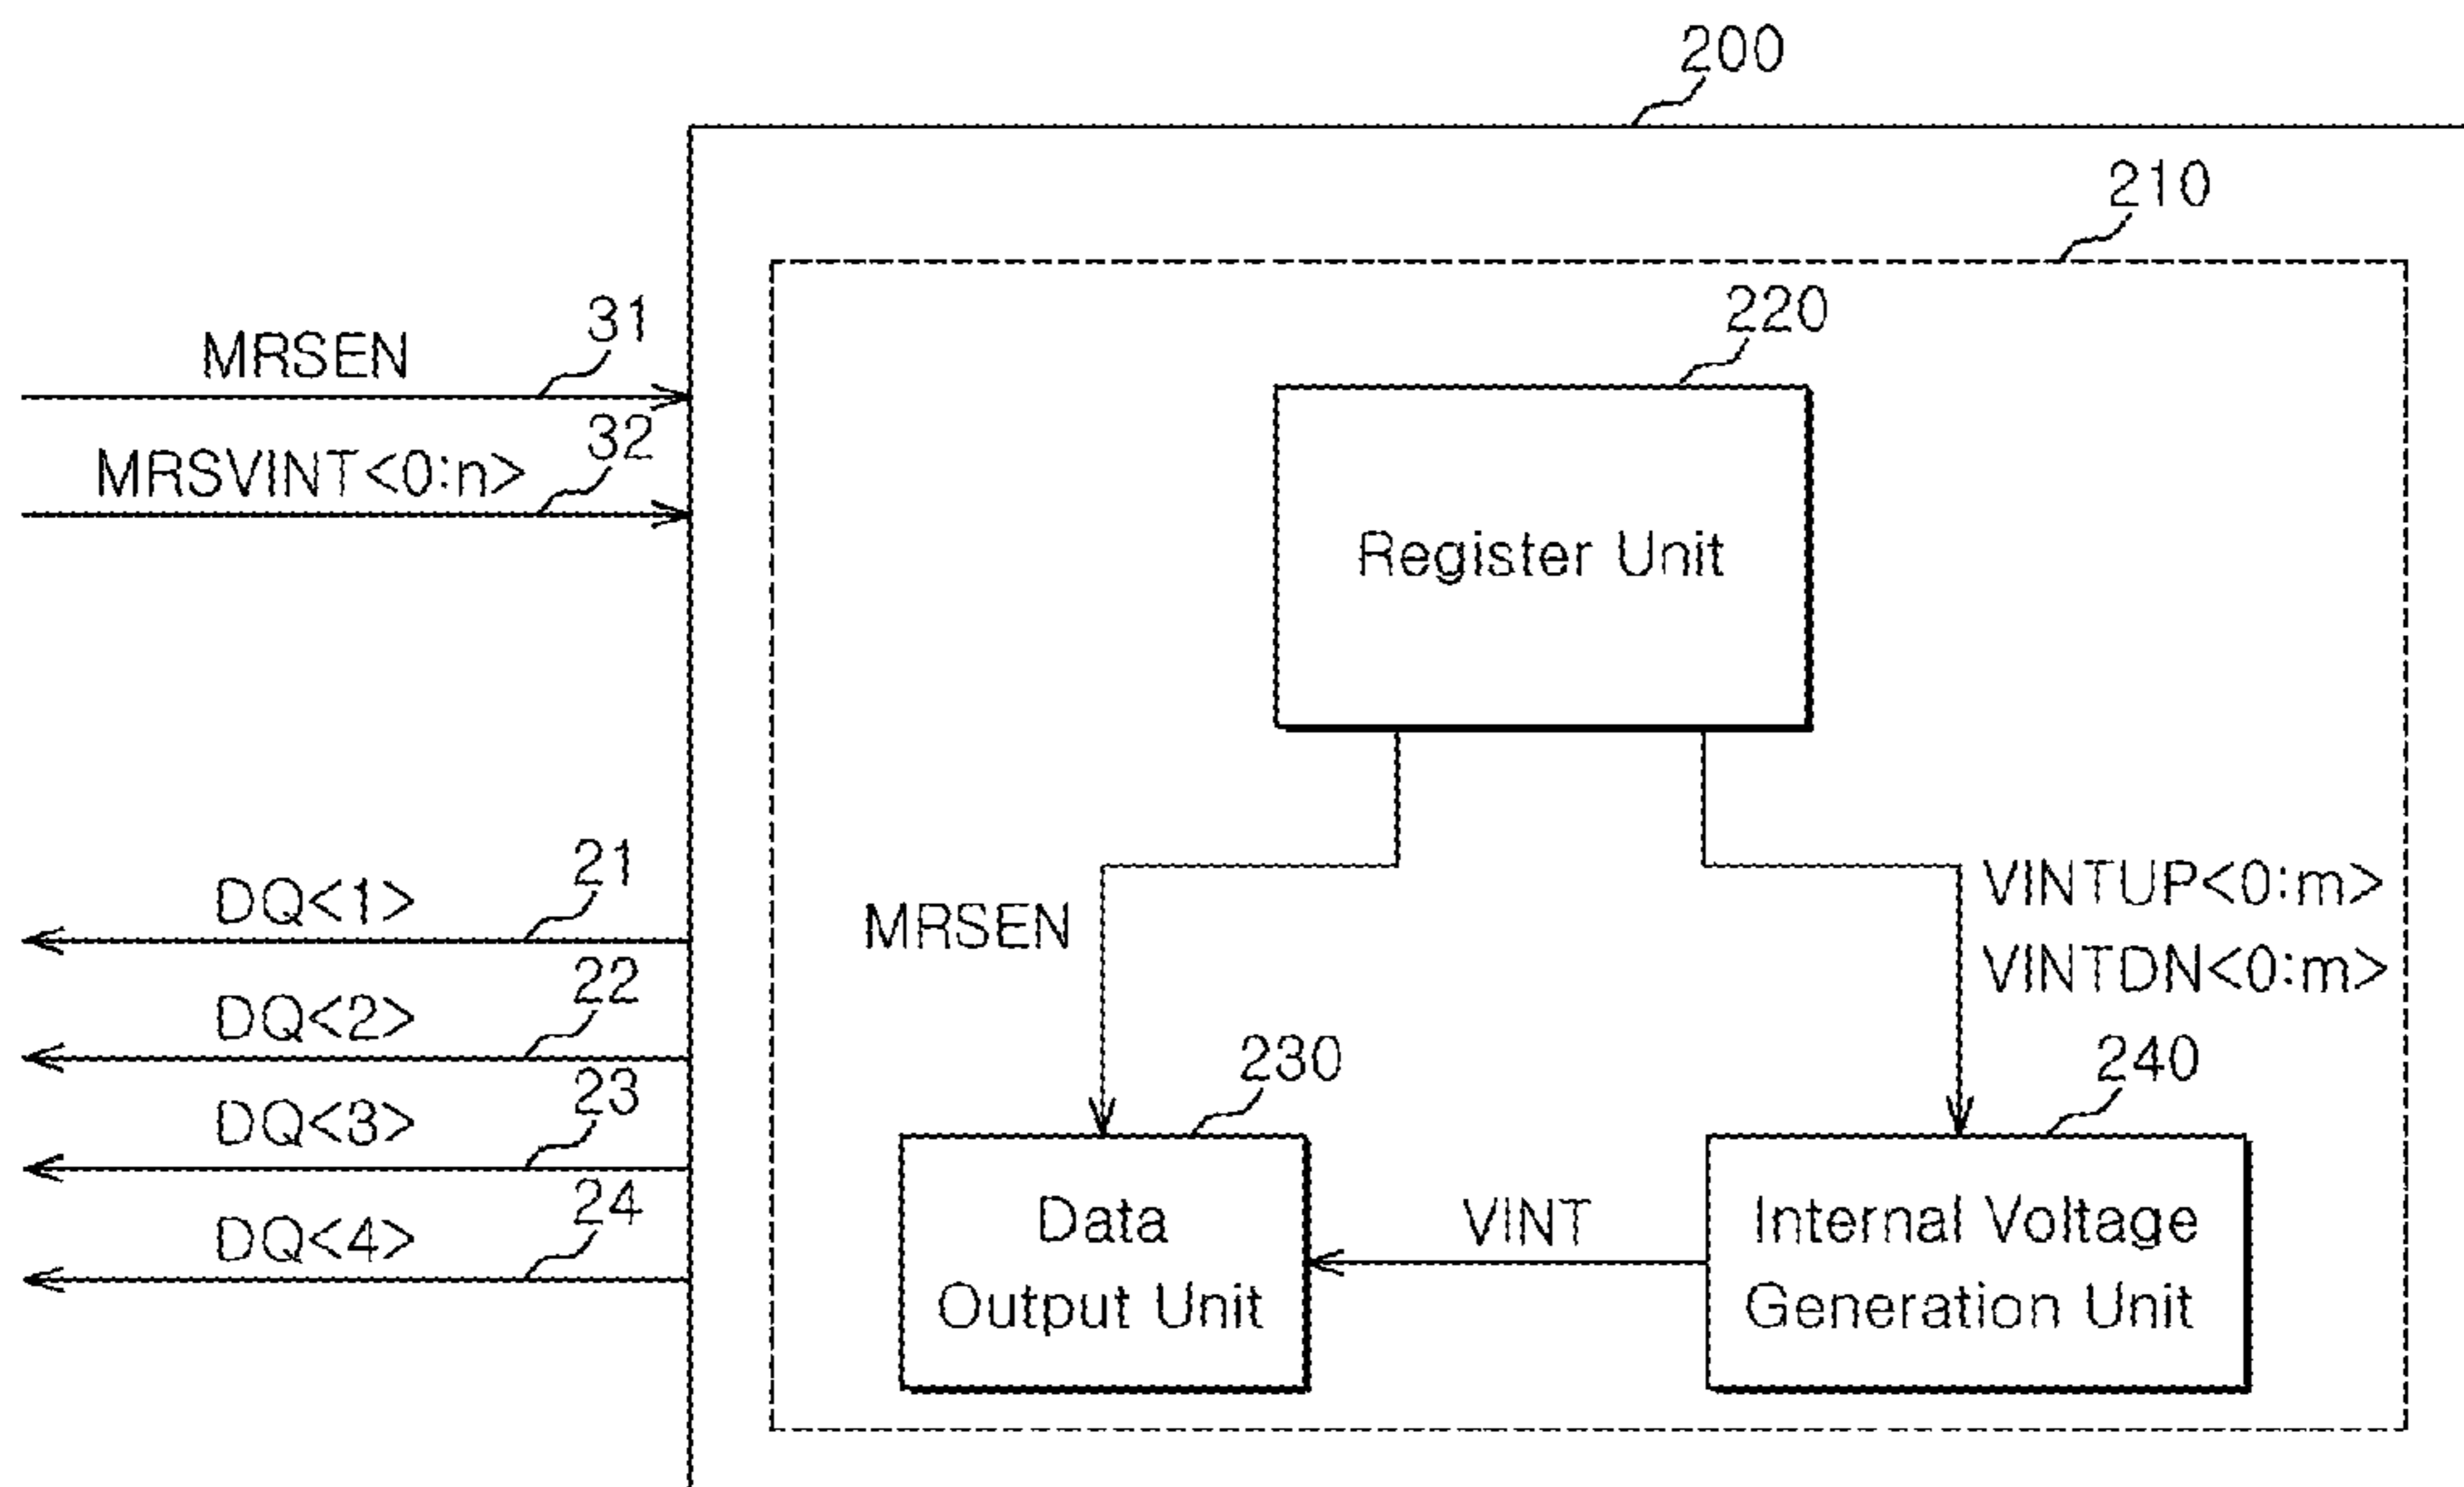 200
210
220
MRSEN
31
MRSVINT<0:n>
32
Register Unit
DQ<1>
21
DQ<2>
22
DQ<3>
23
DQ<4>
24
MRSEN
VINTUP<0:m>
VINTDN<0:m>
230
240
Data
Output Unit
VINT
Internal Voltage
Generation Unit